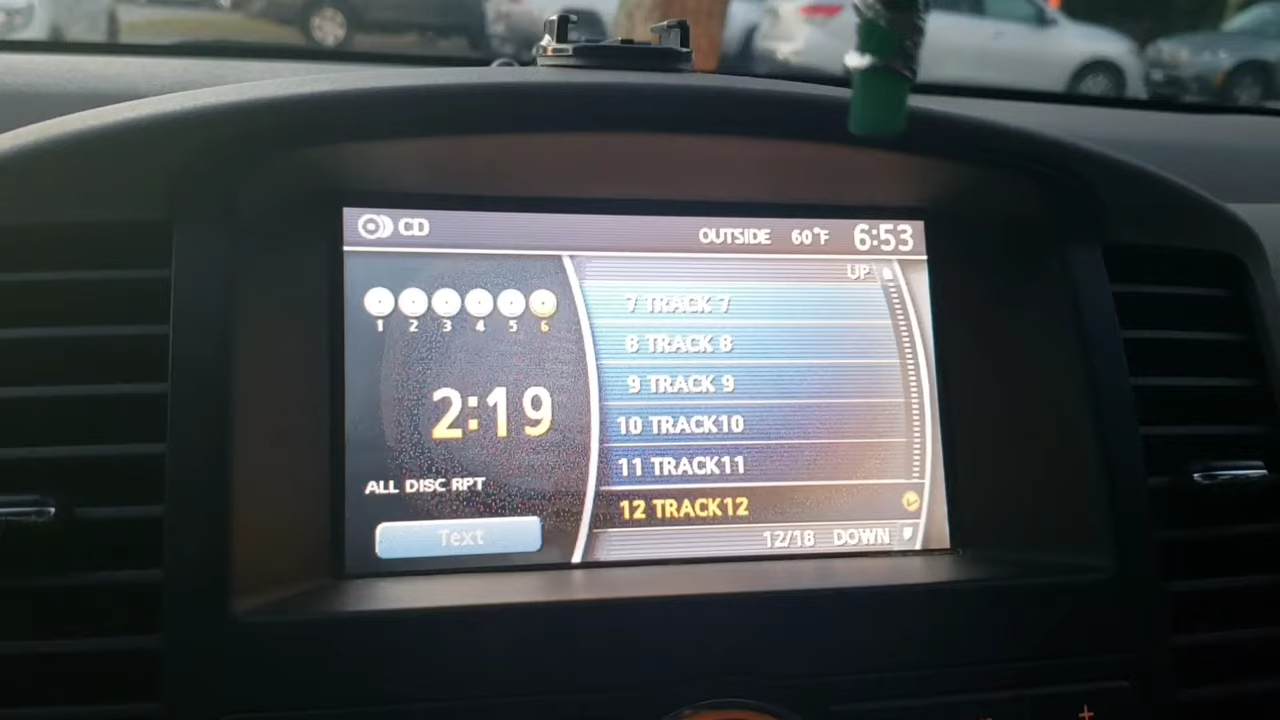 CD
OUTSIDE 60°F 6:53
1 2 3 4 5 6
2:19
ALL DISC RPT
Text
UP
7 TRACK 7
8 TRACK 8
9 TRACK 9
10 TRACK10
11 TRACK11
12 TRACK12
12/18 DOWN
+